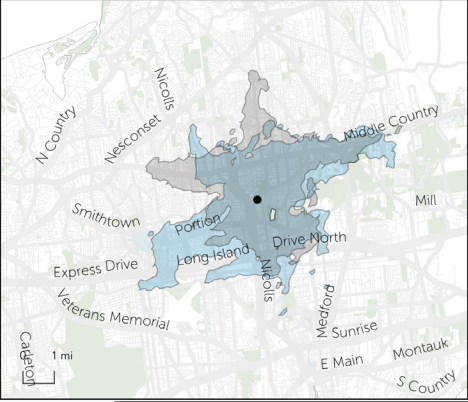 Nicolls
N Country
Nesconset
Middle Country
Mill
Smithtown
Portion
Drive North
Long Island
Express Drive
Nicolls
Veterans Memorial
Medford
Sunrise
Carleton
1 mi
E Main
Montauk
S Country